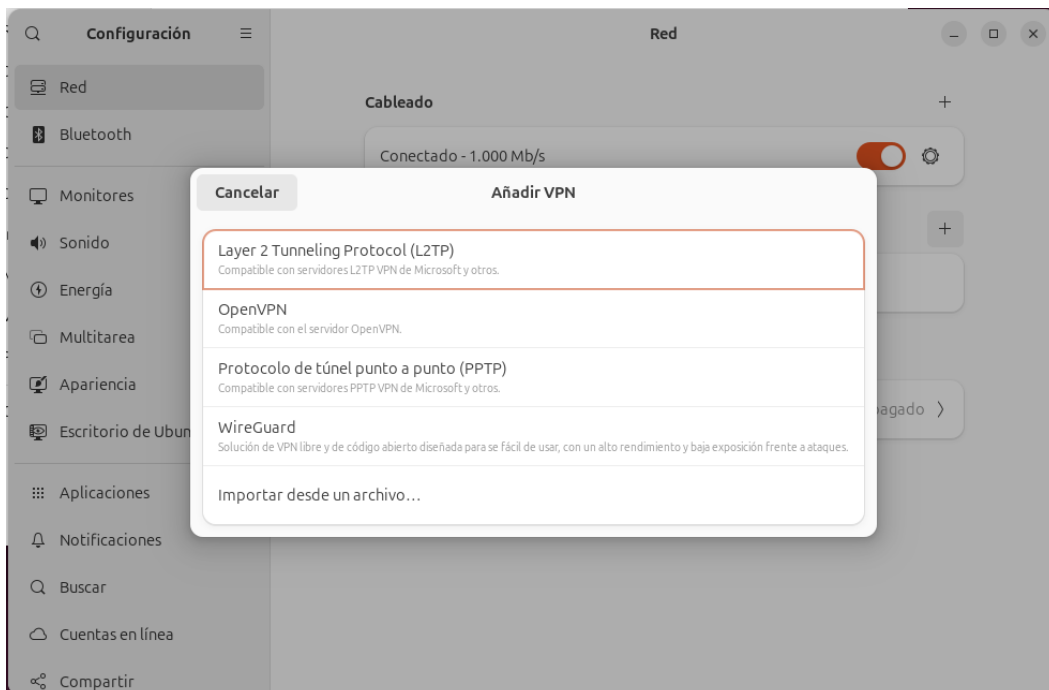 Configuración
Red
Red
Bluetooth
Monitores
Sonido
Energía
Multitarea
Apariencia
Escritorio de Ubun
Aplicaciones
Notificaciones
Buscar
Cuentas en línea
Compartir
Cableado
Conectado - 1.000 Mb/s
Cancelar
Añadir VPN
Layer 2 Tunneling Protocol (L2TP)
Compatible con servidores L2TP VPN de Microsoft y otros.
OpenVPN
Compatible con el servidor OpenVPN.
Protocolo de túnel punto a punto (PPTP)
Compatible con servidores PPTP VPN de Microsoft y otros.
WireGuard
Solución de VPN libre y de código abierto diseñada para se fácil de usar, con un alto rendimiento y baja exposición frente a ataques.
Importar desde un archivo...
pagado